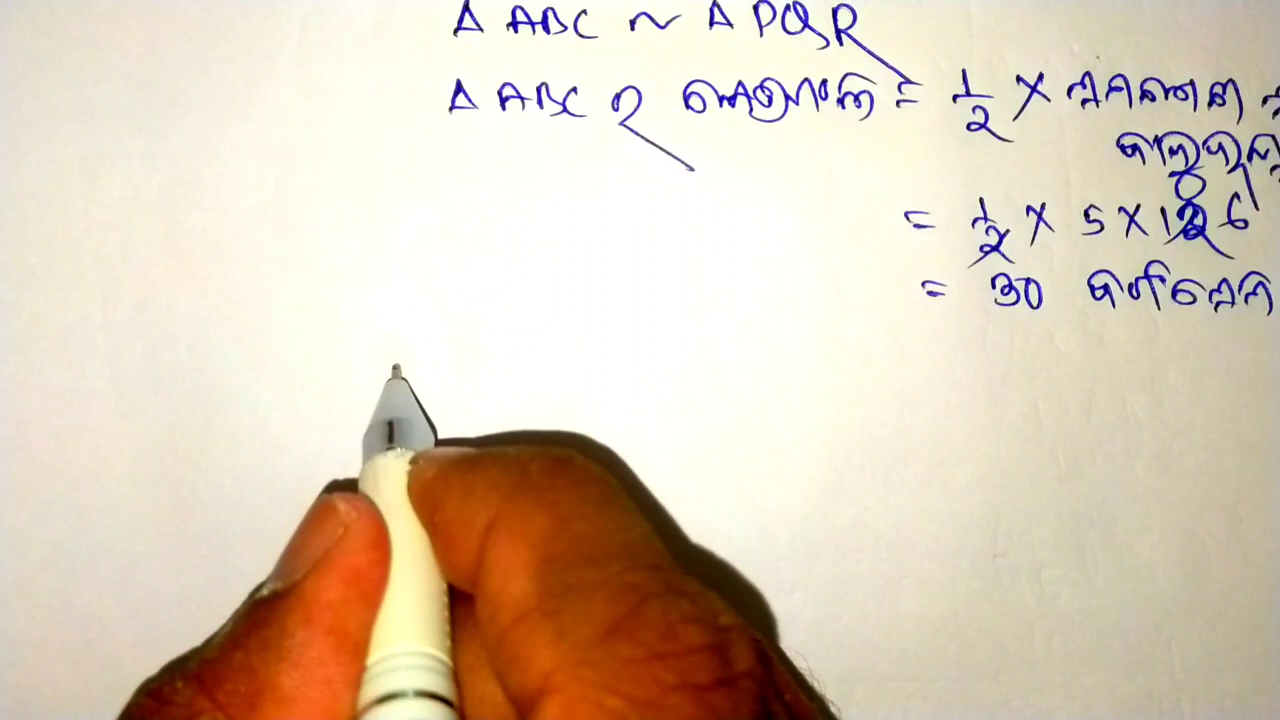 Δ ABC ~ Δ PQR
Δ ABC ର କ୍ଷେତ୍ରଫଳ = 1/2 × ସମକୋଣ
= 1/2 × 5 × 12 6
= 30 ବର୍ଗ ସେମି